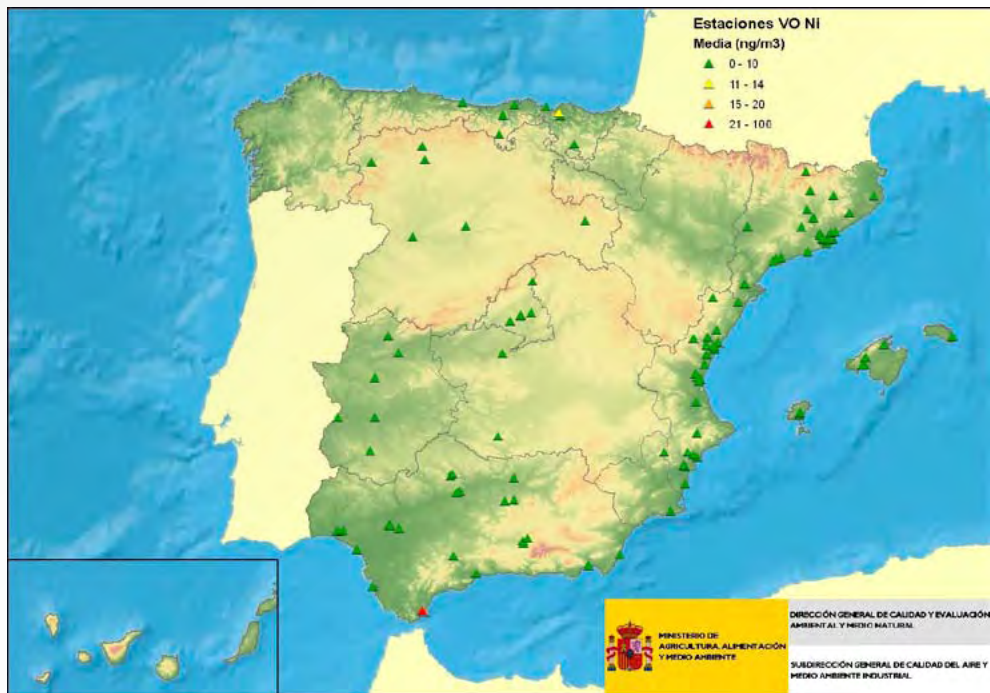 Estaciones VO Ni
Media (ng/m3)
0 - 10
11 - 14
15 - 20
21 - 100
MINISTERIO DE
AGRICULTURA, ALIMENTACIÓN
Y MEDIO AMBIENTE
DIRECCIÓN GENERAL DE CALIDAD Y EVALUACIÓN
AMBIENTAL Y MEDIO NATURAL
SUBDIRECCIÓN GENERAL DE CALIDAD DEL AIRE Y
MEDIO AMBIENTE INDUSTRIAL